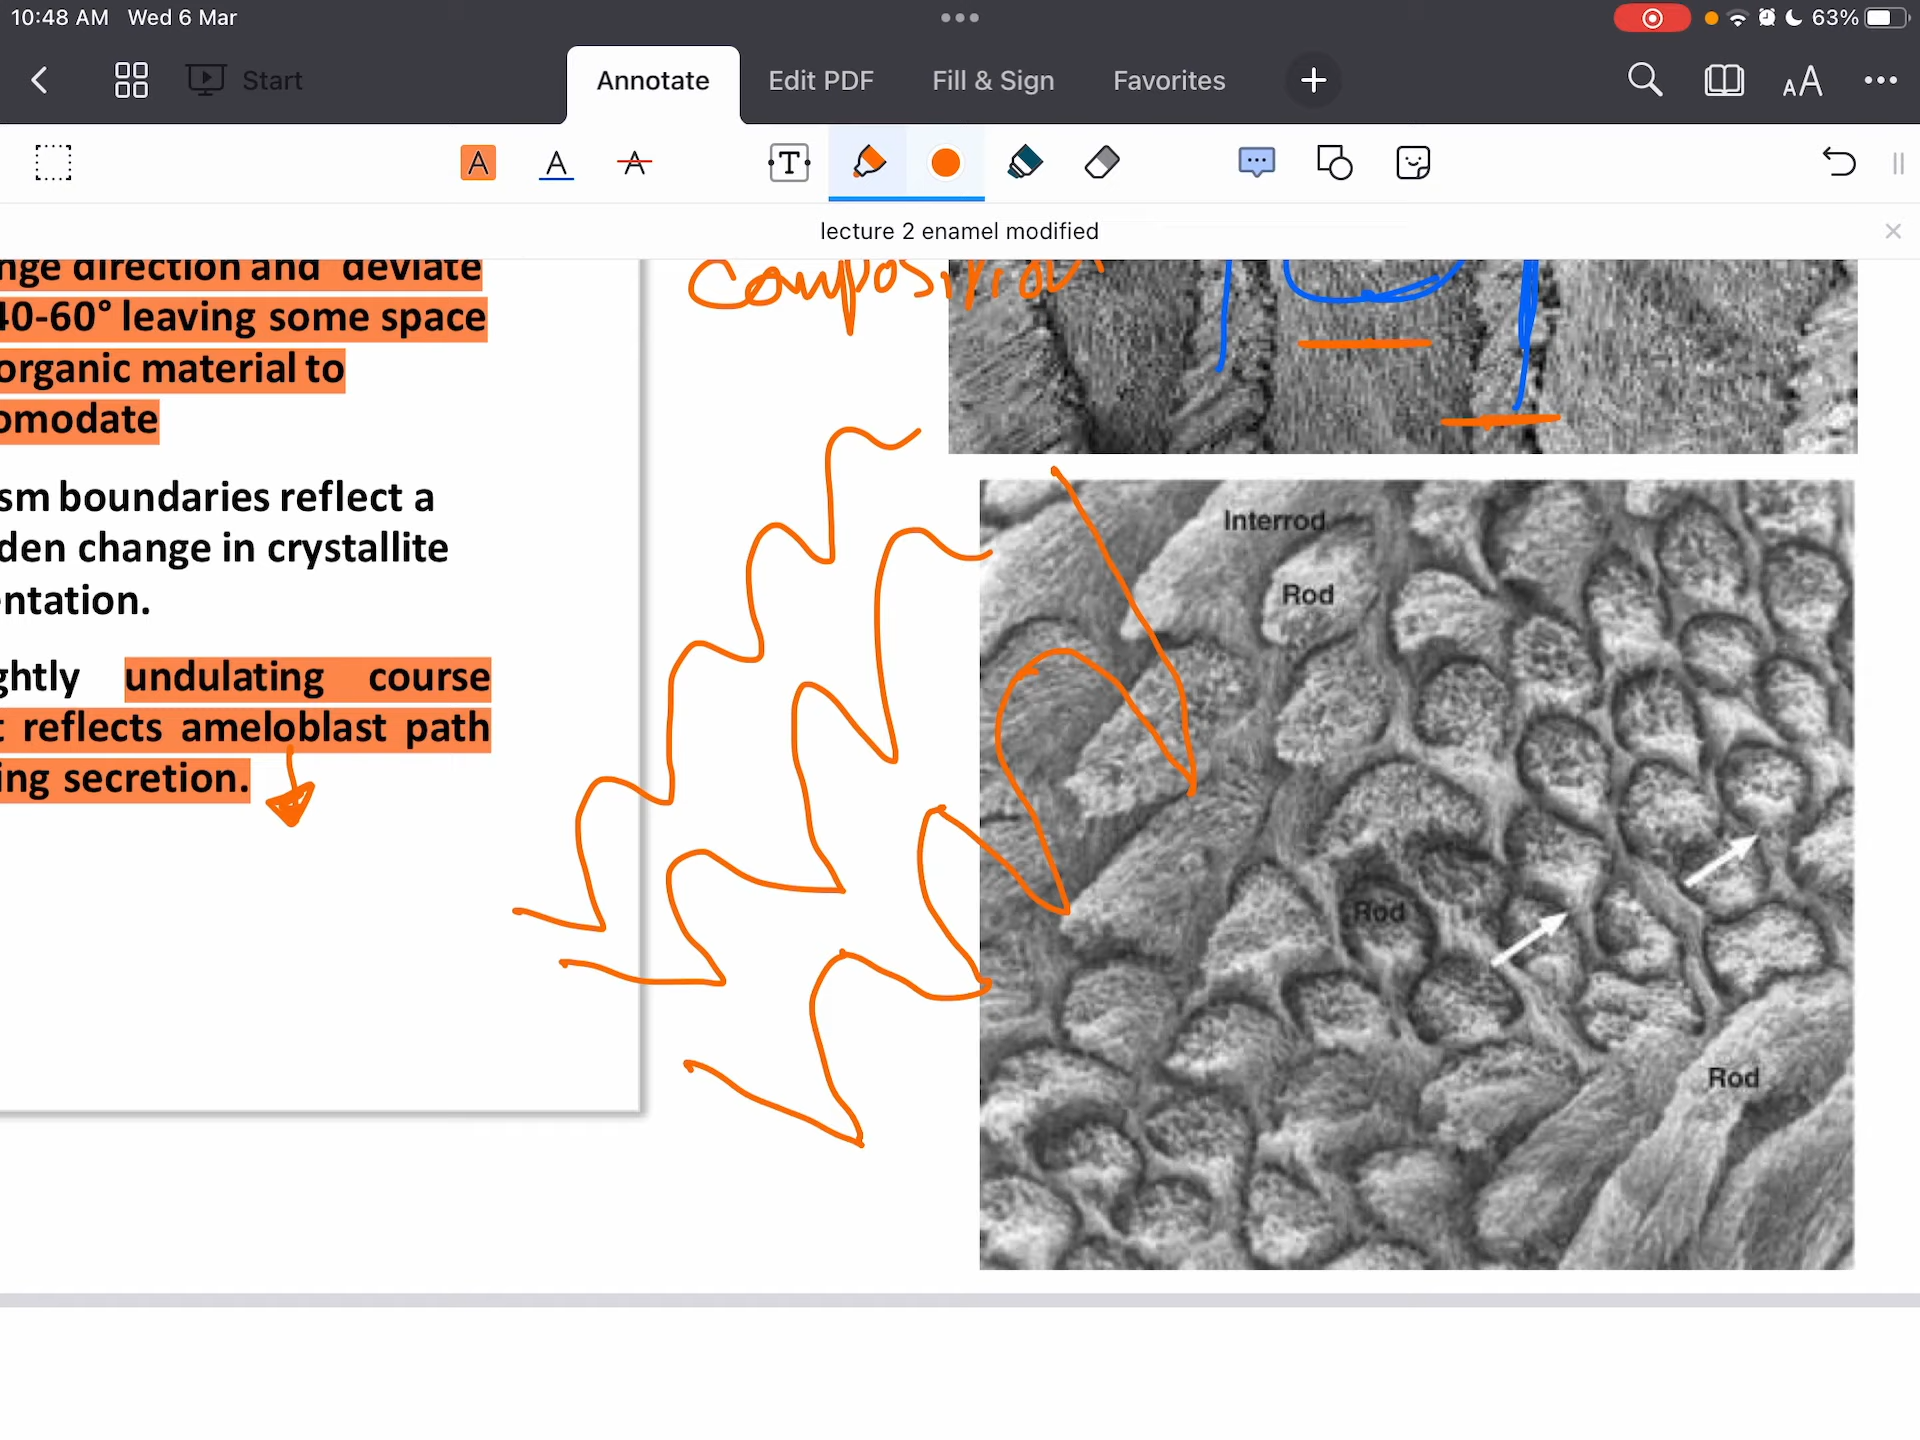 10:48 AM Wed 6 Mar
63%
Start
Annotate
Edit PDF
Fill & Sign
Favorites
AA
A A A T
lecture 2 enamel modified
nge direction and deviate
40-60° leaving some space
organic material to
omodate
sm boundaries reflect a
den change in crystallite
entation.
ghtly undulating course
t reflects ameloblast path
ing secretion.
Composition
Interrod
Rod
Rod
Rod